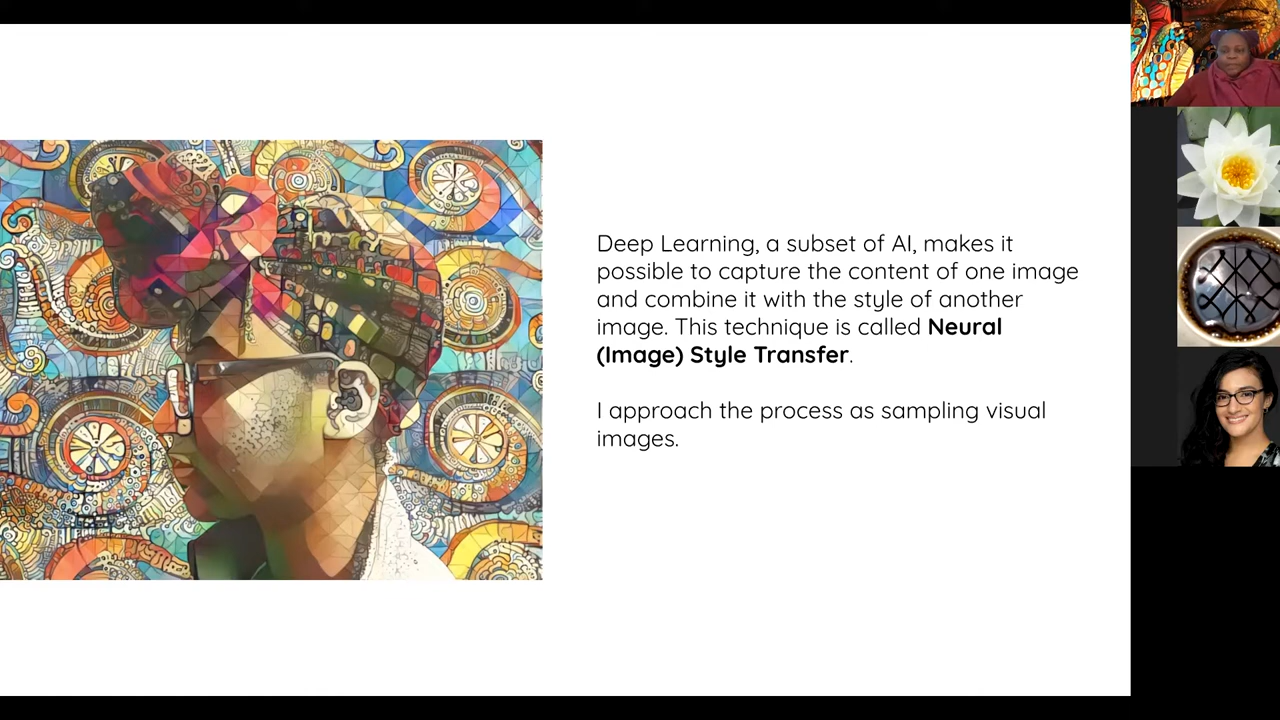 Deep Learning, a subset of AI, makes it
possible to capture the content of one image
and combine it with the style of another
image. This technique is called Neural
(Image) Style Transfer.
I approach the process as sampling visual
images.